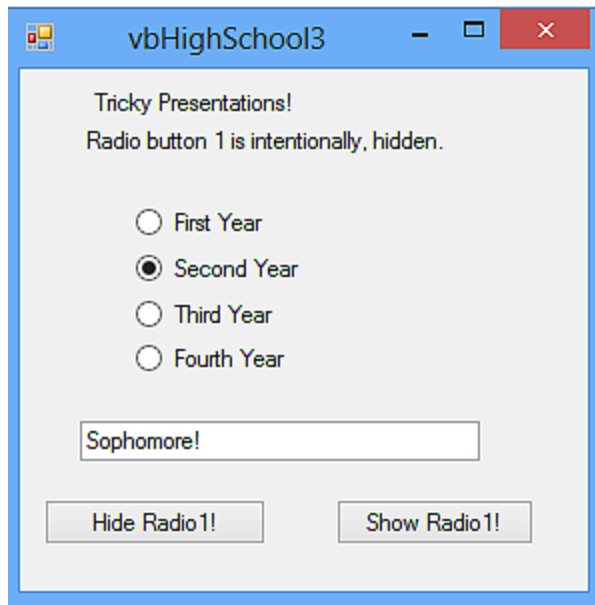 vbHighSchool3
Tricky Presentations!
Radio button 1 is intentionally, hidden.
First Year
Second Year
Third Year
Fourth Year
Sophomore!
Hide Radio1! Show Radio1!